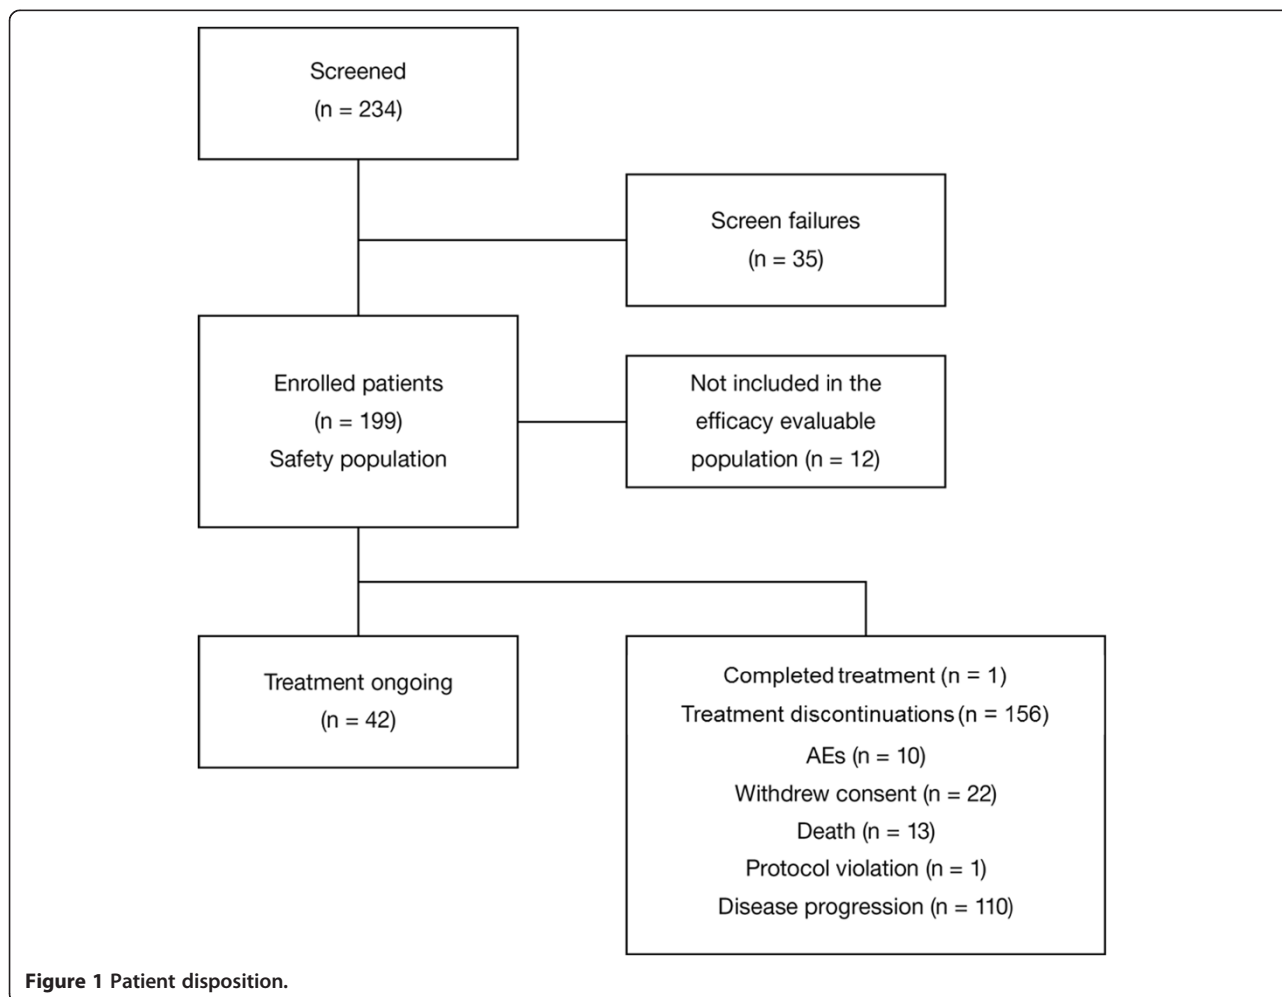 Screened
(n = 234)
Screen failures
(n = 35)
Enrolled patients
(n = 199)
Safety population
Not included in the
efficacy evaluable
population (n = 12)
Treatment ongoing
(n = 42)
Completed treatment (n = 1)
Treatment discontinuations (n = 156)
AEs (n = 10)
Withdrew consent (n = 22)
Death (n = 13)
Protocol violation (n = 1)
Disease progression (n = 110)
Figure 1 Patient disposition.